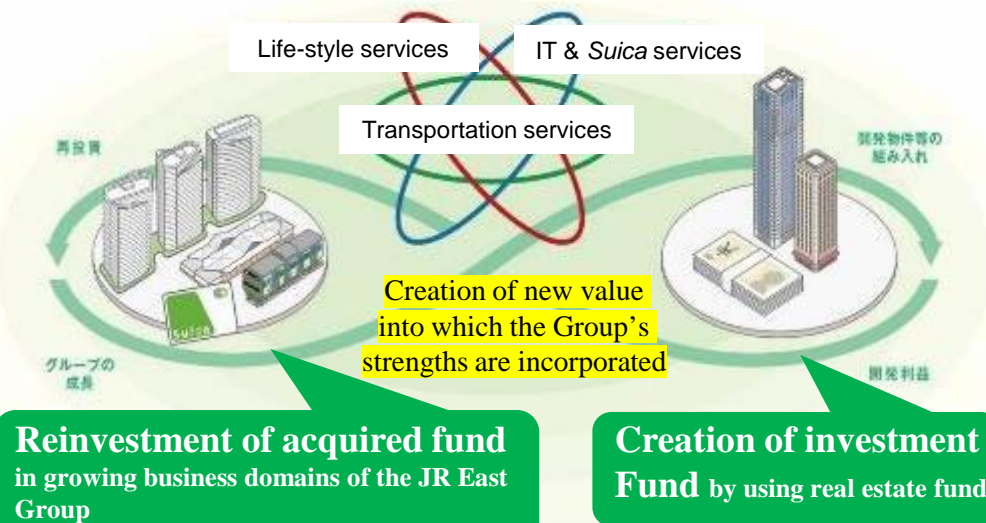 Life-style services
IT & Suica services
Transportation services
再投資
開発物件等の
組み入れ
Creation of new value
into which the Group's
strengths are incorporated
Suica
グループの
成長
開発利益
Reinvestment of acquired fund
in growing business domains of the JR East
Group
Creation of investment
Fund by using real estate fund